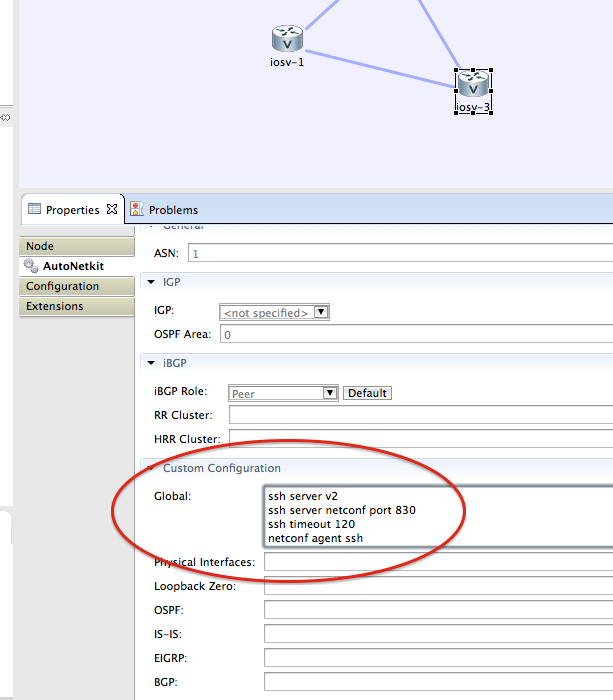 iosv-1
iosv-3
Properties
Problems
Node
AutoNetkit
Configuration
Extensions
General
ASN: 1
IGP
IGP: <not specified>
OSPF Area: 0
iBGP
iBGP Role: Peer Default
RR Cluster:
HRR Cluster:
Custom Configuration
Global: ssh server v2
ssh server netconf port 830
ssh timeout 120
netconf agent ssh
Physical Interfaces:
Loopback Zero:
OSPF:
IS-IS:
EIGRP:
BGP: